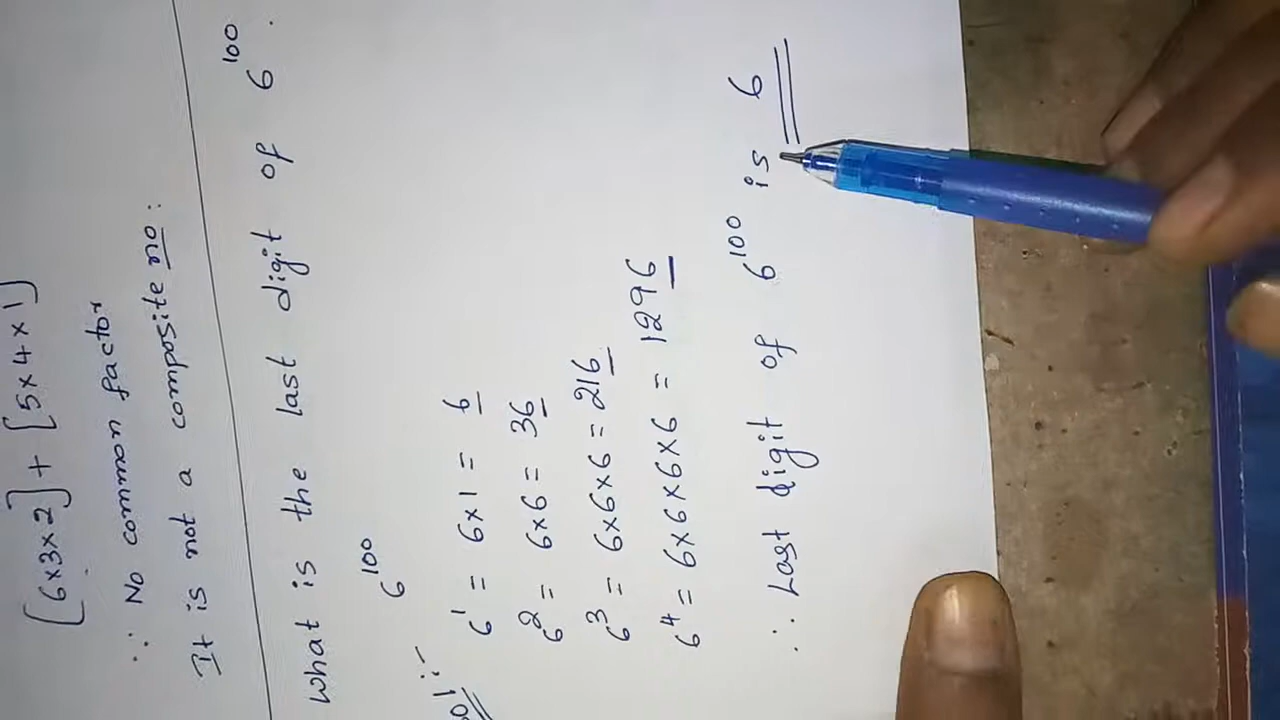 [6×3×2]+[5×4×1]
∴ No common factor
It is not a composite no:
What is the last digit of 6^100.
6^100
6^1 = 6×1 = 6
6^2 = 6×6 = 36
6^3 = 6×6×6 = 216
6^4 = 6×6×6×6 = 1296
∴ Last digit of 6^100 is 6